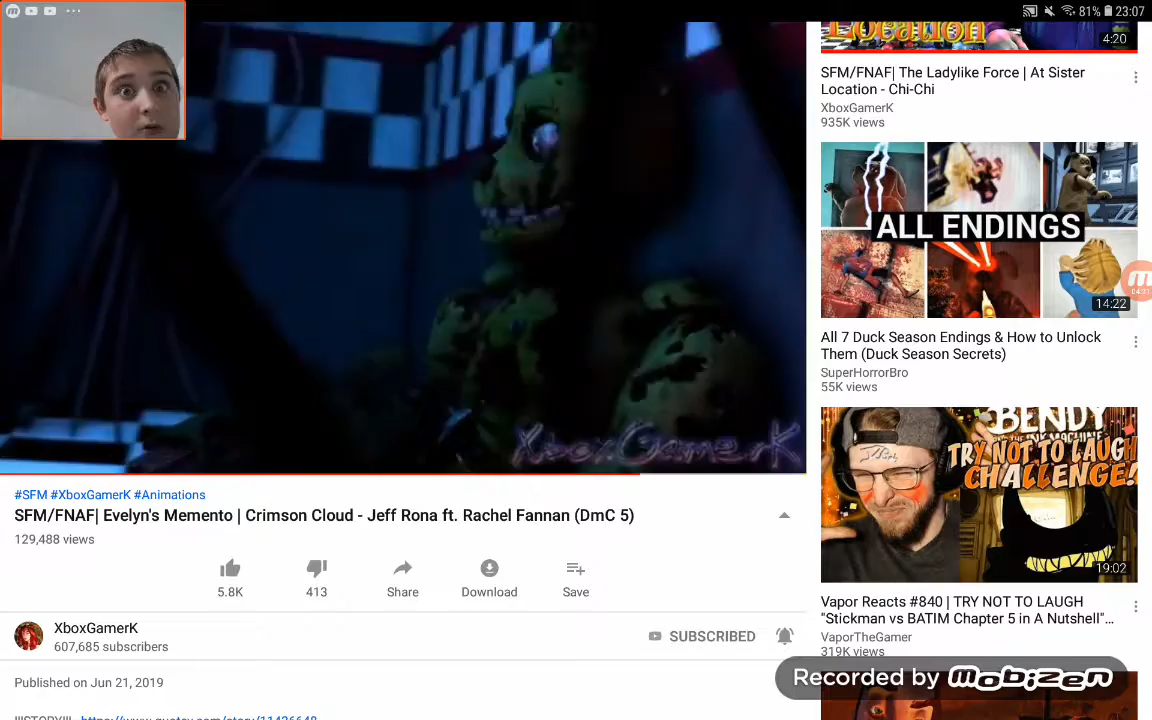 81% 23:07
Location
4:20
SFM/FNAF| The Ladylike Force | At Sister
Location - Chi-Chi
XboxGamerK
935K views
ALL ENDINGS
14:22
All 7 Duck Season Endings & How to Unlock
Them (Duck Season Secrets)
SuperHorrorBro
55K views
BENDY
TRY NOT TO LAUGH
CHALLENGE!
19:02
Vapor Reacts #840 | TRY NOT TO LAUGH
"Stickman vs BATIM Chapter 5 in A Nutshell"...
VaporTheGamer
319K views
XboxGamerK
#SFM #XboxGamerK #Animations
SFM/FNAF| Evelyn's Memento | Crimson Cloud - Jeff Rona ft. Rachel Fannan (DmC 5)
129,488 views
5.8K
413
Share
Download
Save
XboxGamerK
607,685 subscribers
SUBSCRIBED
Published on Jun 21, 2019
Recorded by mobizen